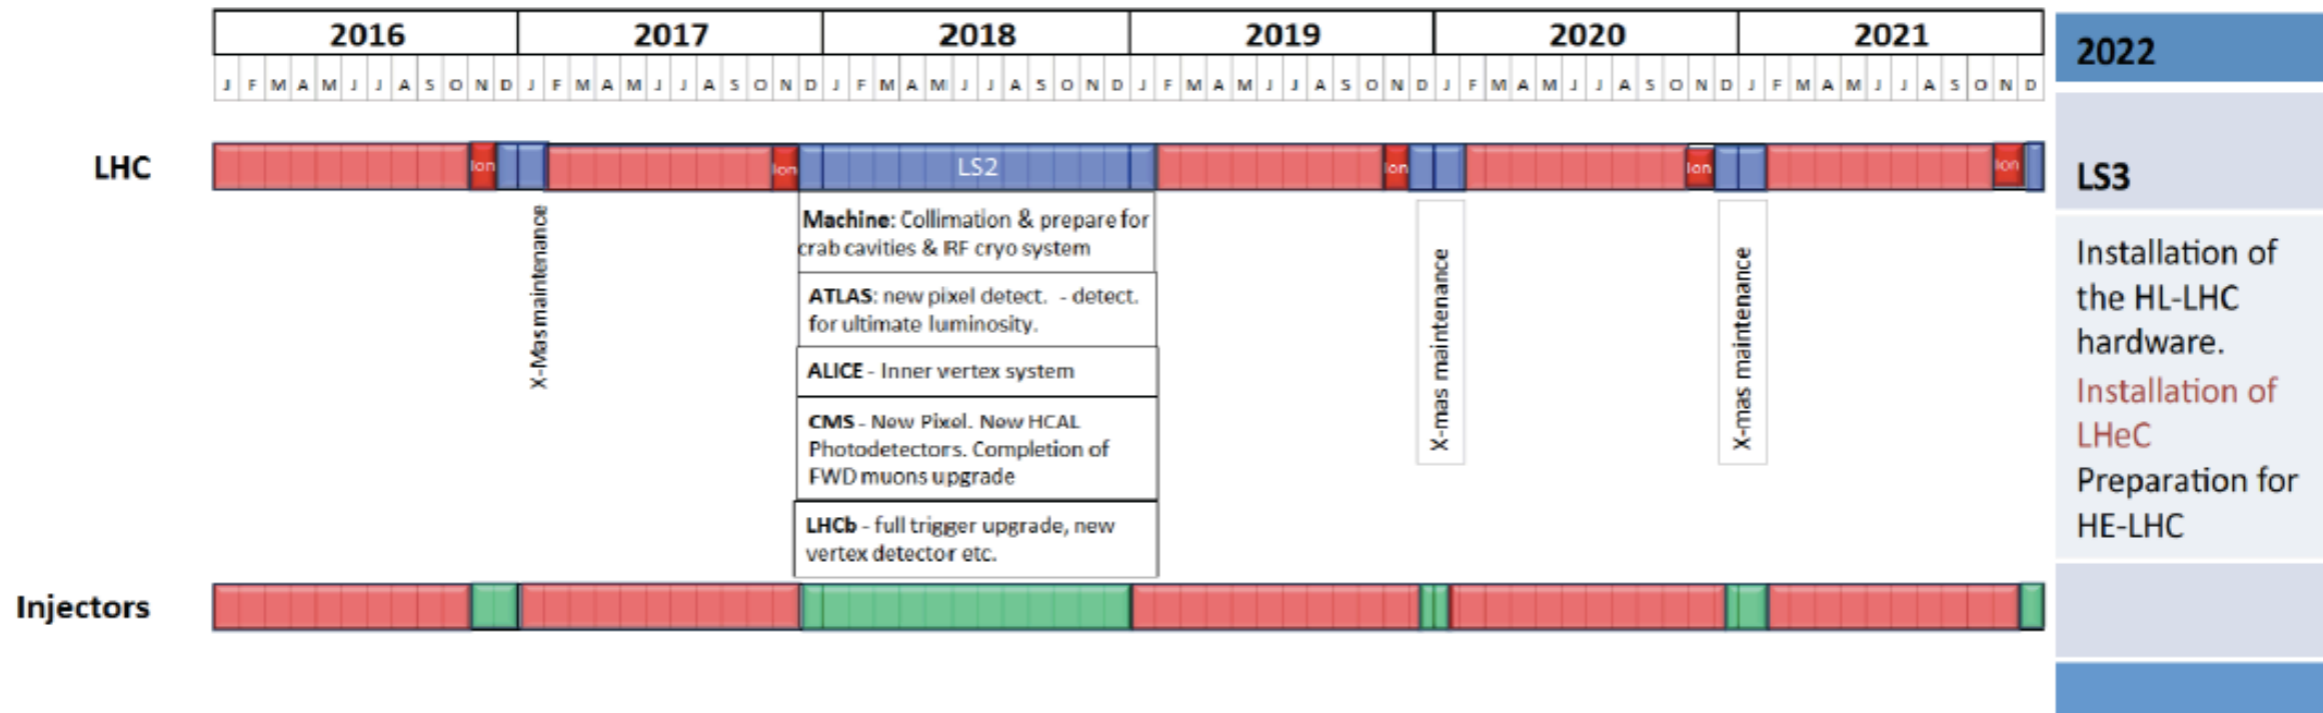 2016 2017 2018 2019 2020 2021
J F M A M J J A S O N D J F M A M J J A S O N D J F M A M J J A S O N D J F M A M J J A S O N D J F M A M J J A S O N D J F M A M J J A S O N D
LHC
Ion Ion LS2 Ion Ion Ion
X-Mas maintenance
Machine: Collimation & prepare for
crab cavities & IRF cryo system
ATLAS: new pixel detect. - detect.
for ultimate luminosity.
ALICE - Inner vertex system
CMS - New Pixel. New HCAL
Photodetectors. Completion of
FWD muons upgrade
LHCb - full trigger upgrade, new
vertex detector etc.
X-mas maintenance
X-mas maintenance
Injectors
2022
LS3
Installation of
the HL-LHC
hardware.
Installation of
LHeC
Preparation for
HE-LHC